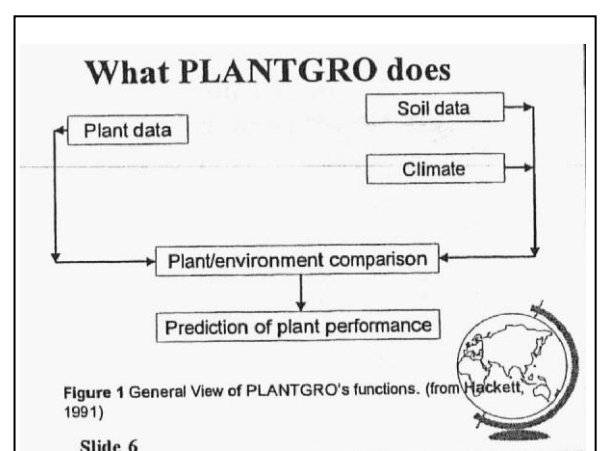 What PLANTGRO does
Soil data
Plant data
Climate
Plant/environment comparison
Prediction of plant performance
Figure 1 General View of PLANTGRO's functions. (from Hackett,
1991)
Slide 6